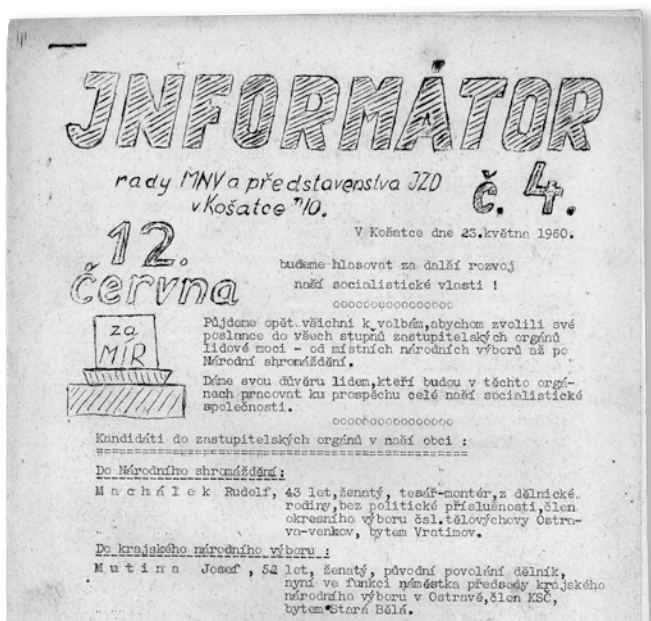 JNFORMÁTOR
rady MNV a představenstva JZD
v Košatce n/O.
č. 4.
V Košatce dne 23.května 1960.
12.
června
budeme hlasovat za další rozvoj
naší socialistické vlasti !
oooooooooooooooo
za
MÍR
Půjdeme opět všichni k volbám,abychom zvolili své
poslance do všech stupňů zastupitelských orgánů
lidové moci - od místních národních výborů až po
Národní shromáždění.
Dáme svou důvěru lidem,kteří budou v těchto orgá-
nech pracovat ku prospěchu celé naší socialistické
společnosti.
oooooooooooooooo
Kandidáti do zastupitelských orgánů v naší obci :
=================================================
Do Národního shromáždění:
M a c h á l e k Rudolf, 43 let,ženatý, tesař-montér,z dělnické
rodiny,bez politické příslušnosti,člen
okresního výboru čsl.tělovýchovy Ostra-
va-venkov, bytem Vratimov.
Do krajského národního výboru :
M u t i n a Josef , 52 let, ženatý, původní povolání dělník,
nyní ve funkci náměstka předsedy krajského
národního výboru v Ostravě,člen KSČ,
bytem Stará Bělá.